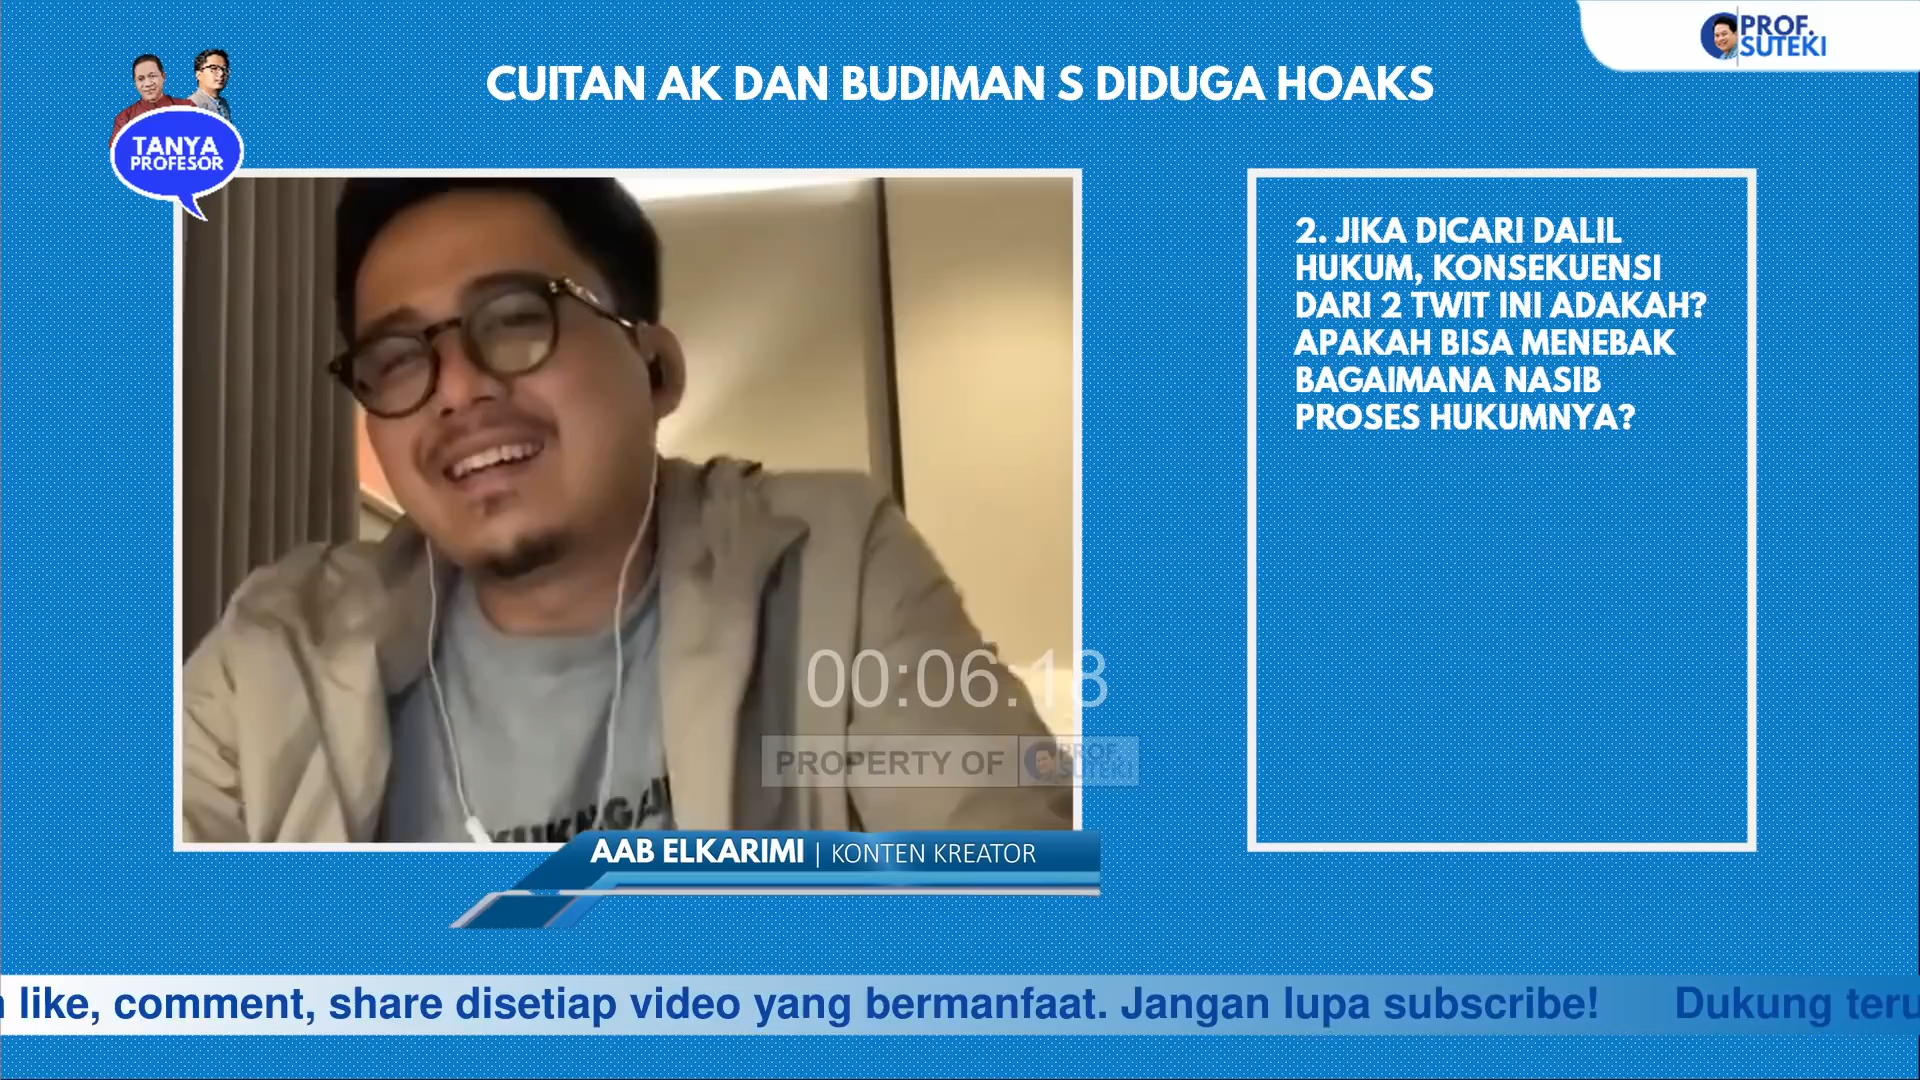 PROF.
SUTEKI
CUITAN AK DAN BUDIMAN S DIDUGA HOAKS
TANYA
PROFESOR
2. JIKA DICARI DALIL
HUKUM, KONSEKUENSI
DARI 2 TWIT INI ADAKAH?
APAKAH BISA MENEBAK
BAGAIMANA NASIB
PROSES HUKUMNYA?
00:06:18
PROPERTY OF
PROF.
SUTEKI
AAB ELKARIMI | KONTEN KREATOR
like, comment, share disetiap video yang bermanfaat. Jangan lupa subscribe! Dukung teru